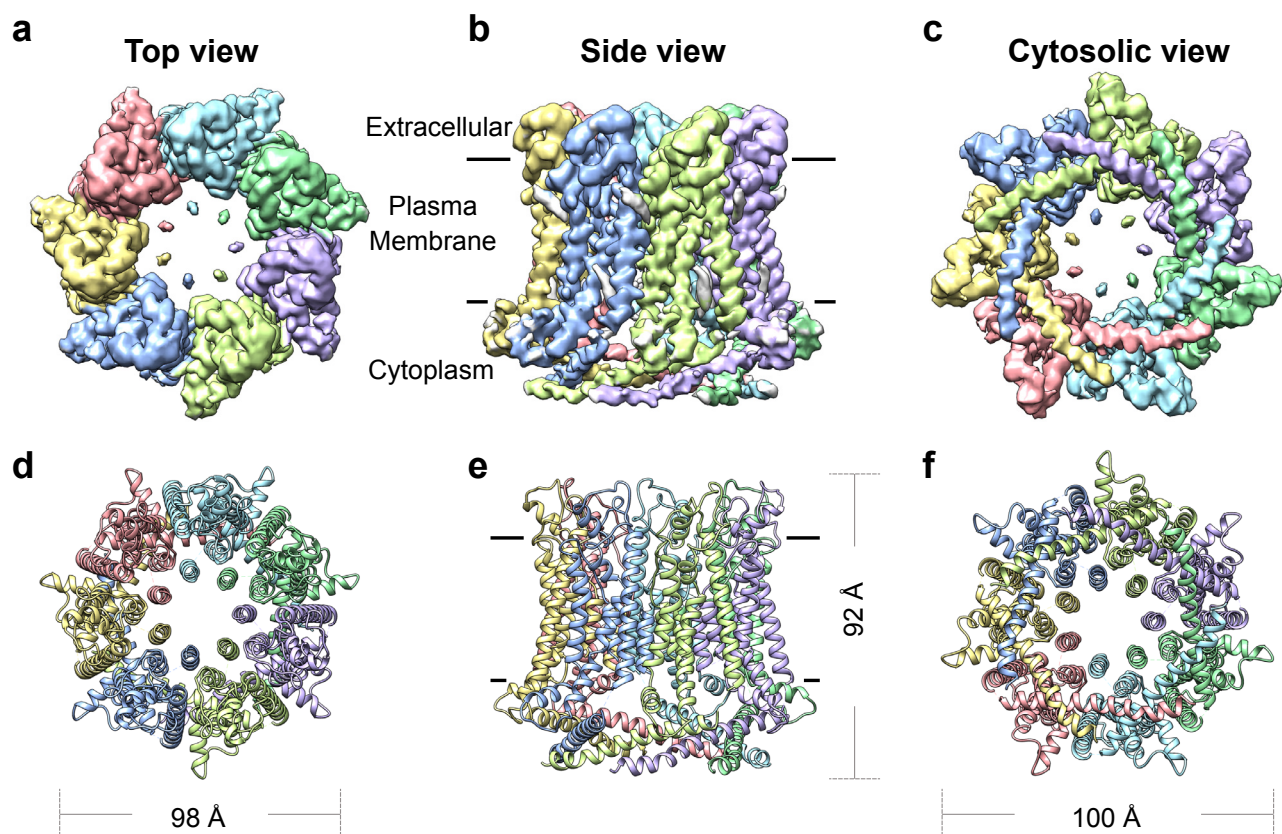 a
Top view
b
Side view
c
Cytosolic view
Extracellular
Plasma
Membrane
Cytoplasm
d
e
f
92 Å
98 Å
100 Å